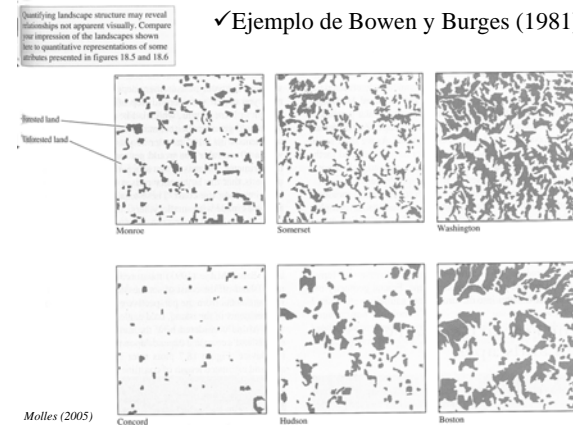 Quantifying landscape structure may reveal
relationships not apparent visually. Compare
your impression of the landscapes shown
here to quantitative representations of some
attributes presented in figures 18.5 and 18.6
✓Ejemplo de Bowen y Burges (1981)
Forested land
Unforested land
Monroe
Somerset
Washington
Concord
Hudson
Boston
Molles (2005)